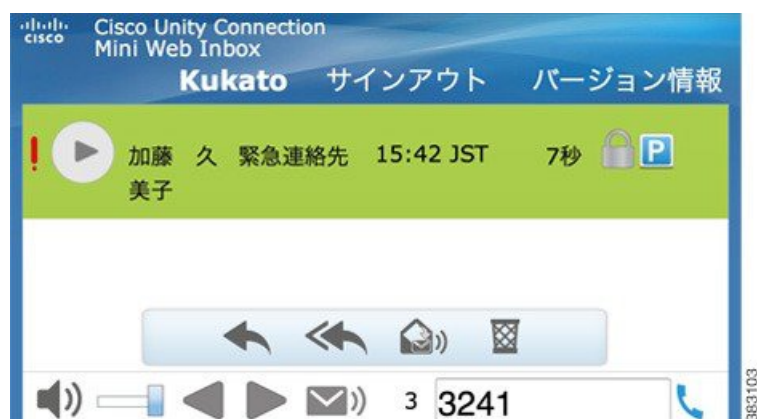 cisco
Cisco Unity Connection
Mini Web Inbox
Kukato サインアウト バージョン情報
! 加藤 久 緊急連絡先 15:42 JST 7秒 P
美子
3 3241
383103